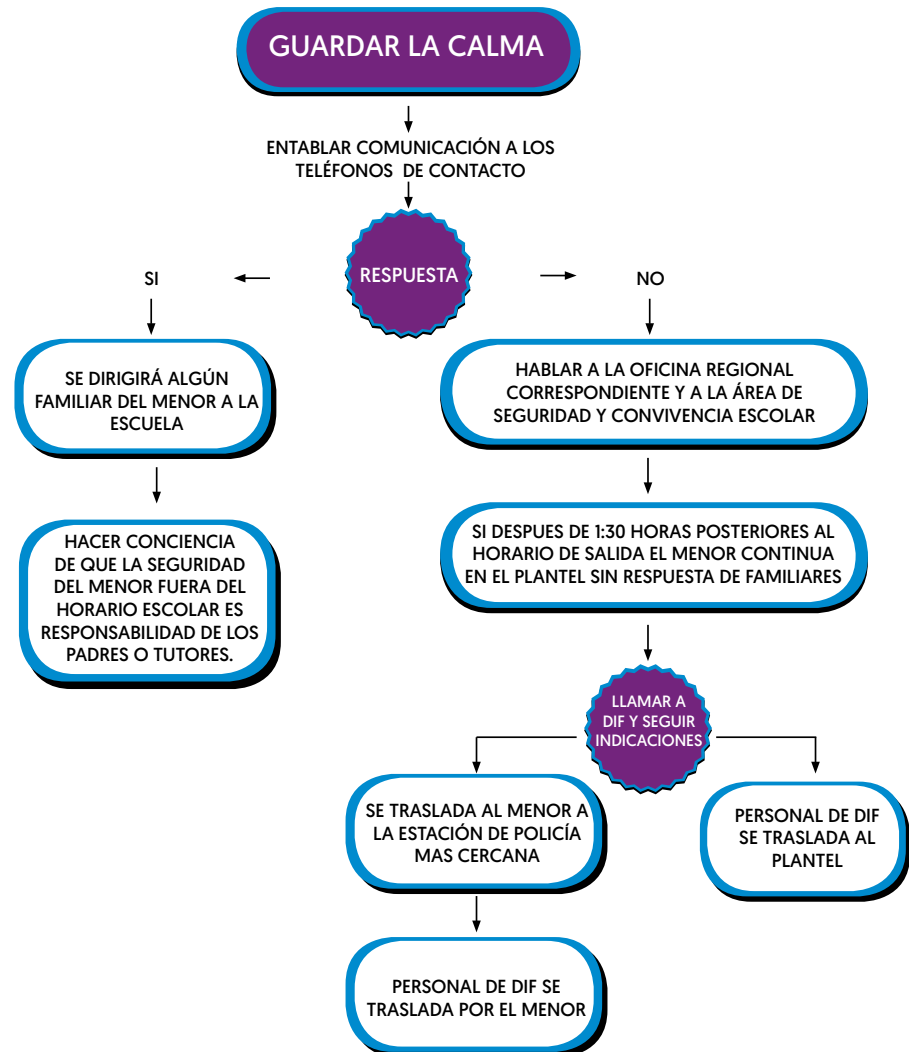 GUARDAR LA CALMA
ENTABLAR COMUNICACIÓN A LOS
TELÉFONOS DE CONTACTO
RESPUESTA
SI
NO
SE DIRIGIRÁ ALGÚN
FAMILIAR DEL MENOR A LA
ESCUELA
HACER CONCIENCIA
DE QUE LA SEGURIDAD
DEL MENOR FUERA DEL
HORARIO ESCOLAR ES
RESPONSABILIDAD DE LOS
PADRES O TUTORES.
HABLAR A LA OFICINA REGIONAL
CORRESPONDIENTE Y A LA ÁREA DE
SEGURIDAD Y CONVIVENCIA ESCOLAR
SI DESPUES DE 1:30 HORAS POSTERIORES AL
HORARIO DE SALIDA EL MENOR CONTINUA
EN EL PLANTEL SIN RESPUESTA DE FAMILIARES
LLAMAR A
DIF Y SEGUIR
INDICACIONES
SE TRASLADA AL MENOR A
LA ESTACIÓN DE POLICÍA
MAS CERCANA
PERSONAL DE DIF SE
TRASLADA POR EL MENOR
PERSONAL DE DIF
SE TRASLADA AL
PLANTEL